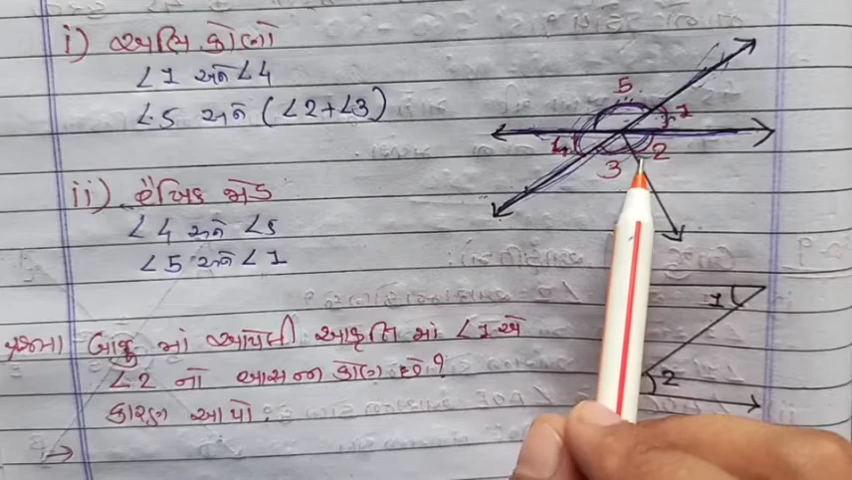 i) અભિકોણો
∠1 અને ∠4
∠5 અને (∠2+∠3)
ii) રૈખિક જોડ
∠4 અને ∠5
∠5 અને ∠1
5
1
4
2
3
પ્રશ્ન1 બાજુ માં આપેલી આકૃતિ માં ∠1 એ
∠2 નો આસન્ન કોણ છે?
કારણ આપો.
1
2